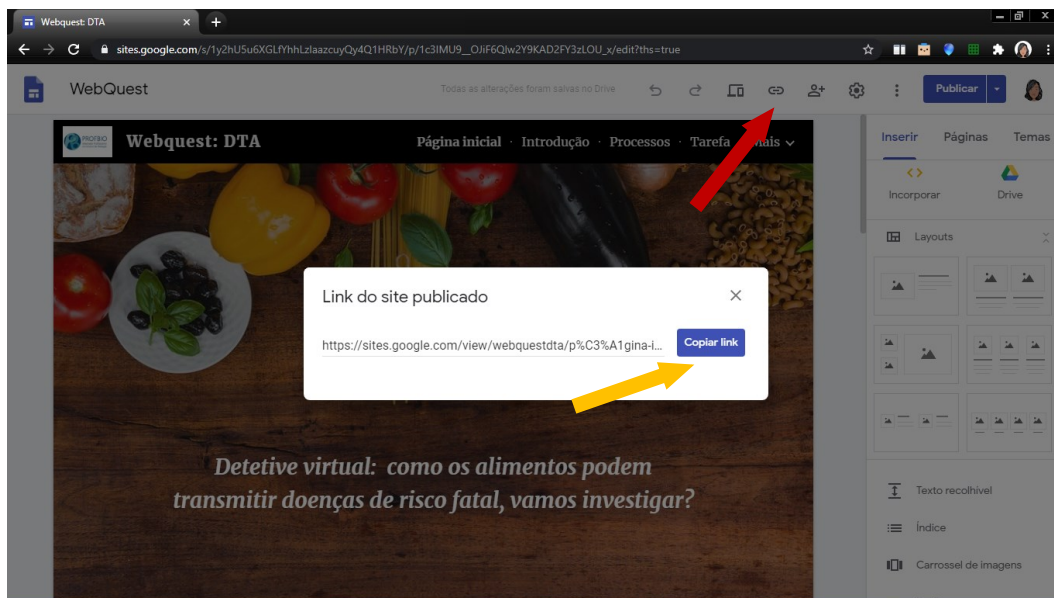 Webquest: DTA
sites.google.com/s/1y2hU5u6XGLfYhhLzlaazcuyQy4Q1HRbY/p/1c3IMU9__OJiF6Qlw2Y9KAD2FY3zLOU_x/edit?ths=true
WebQuest
Todas as alterações foram salvas no Drive
Publicar
Webquest: DTA
Página inicial · Introdução · Processos · Tarefa
Inserir Páginas Temas
Incorporar Drive
Layouts
Link do site publicado
https://sites.google.com/view/webquestdta/p%C3%A1gina-i...
Copiar link
Detetive virtual: como os alimentos podem
transmitir doenças de risco fatal, vamos investigar?
Texto recolhível
Índice
Carrossel de imagens